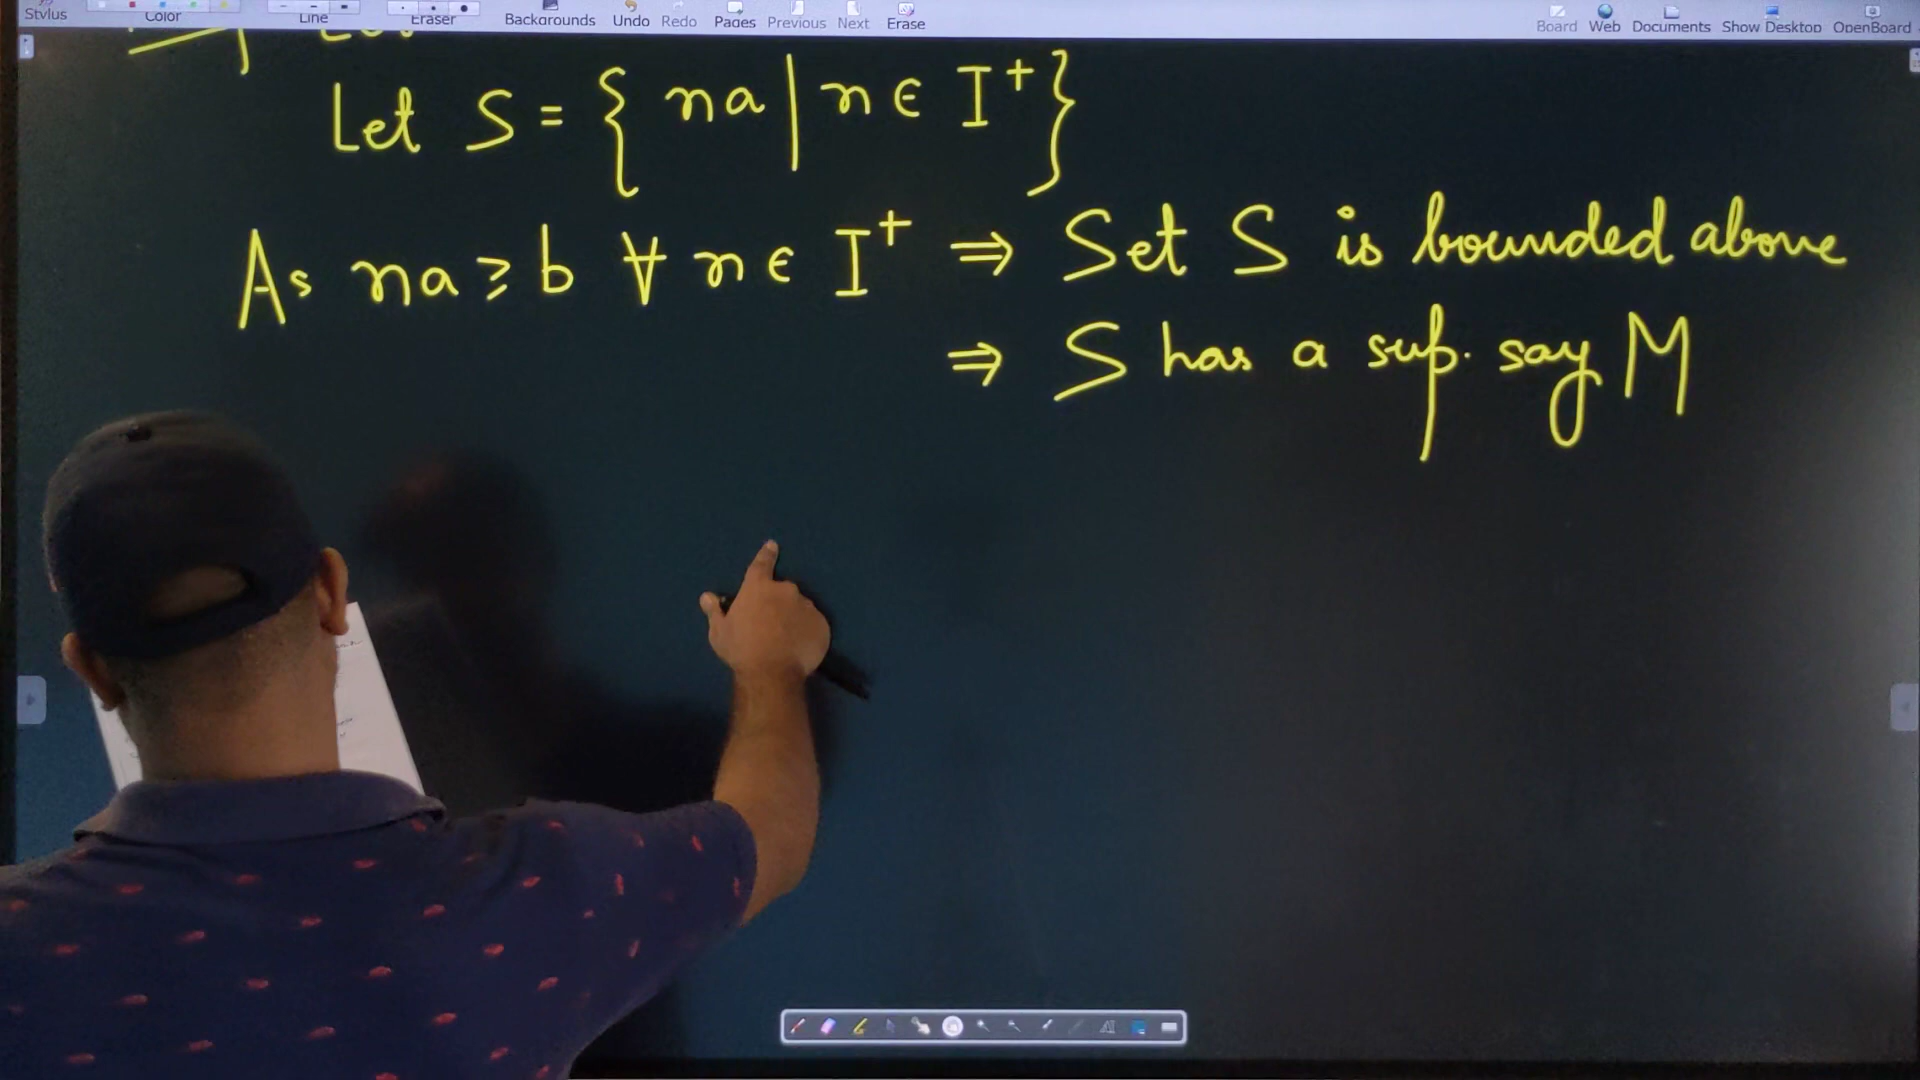 Stylus Color Line Eraser Backgrounds Undo Redo Pages Previous Next Erase Board Web Documents Show Desktop OpenBoard
Let S = { na | n ∈ I⁺ }
As na ≥ b ∀ n ∈ I⁺ ⇒ Set S is bounded above
⇒ S has a sup. say M